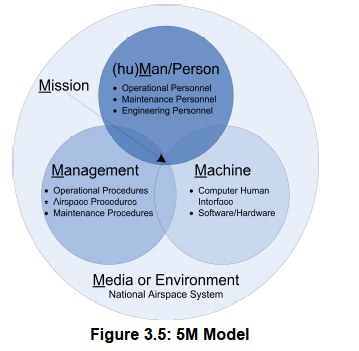 (hu)Man/Person
• Operational Personnel
• Maintenance Personnel
• Engineering Personnel
Mission
Management
• Operational Procedures
• Airspace Procedures
• Maintenance Procedures
Machine
• Computer Human
Interface
• Software/Hardware
Media or Environment
National Airspace System
Figure 3.5: 5M Model